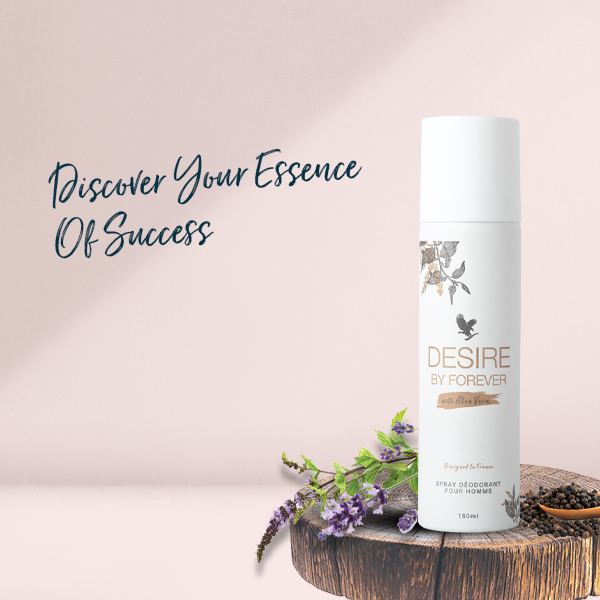 Discover Your Essence
Of Success
DESIRE
BY FOREVER
with Aloe Vera
Designed In France
SPRAY DÉODORANT
POUR HOMME
150ml